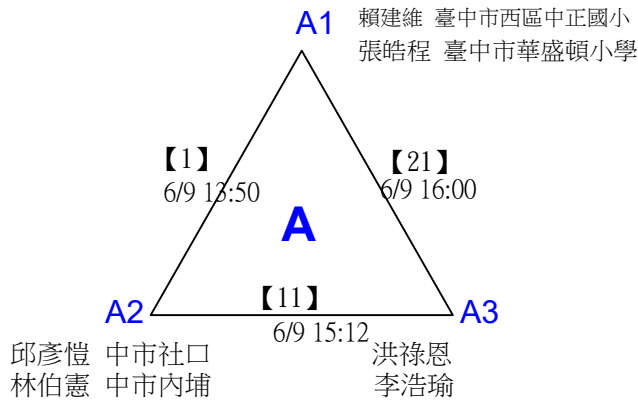 A1
賴建維 臺中市西區中正國小
張皓程 臺中市華盛頓小學
【1】
6/9 13:50
【21】
6/9 16:00
A
【11】
6/9 15:12
A2
A3
邱彥愷 中市社口
林伯憲 中市內埔
洪祿恩
李浩瑜